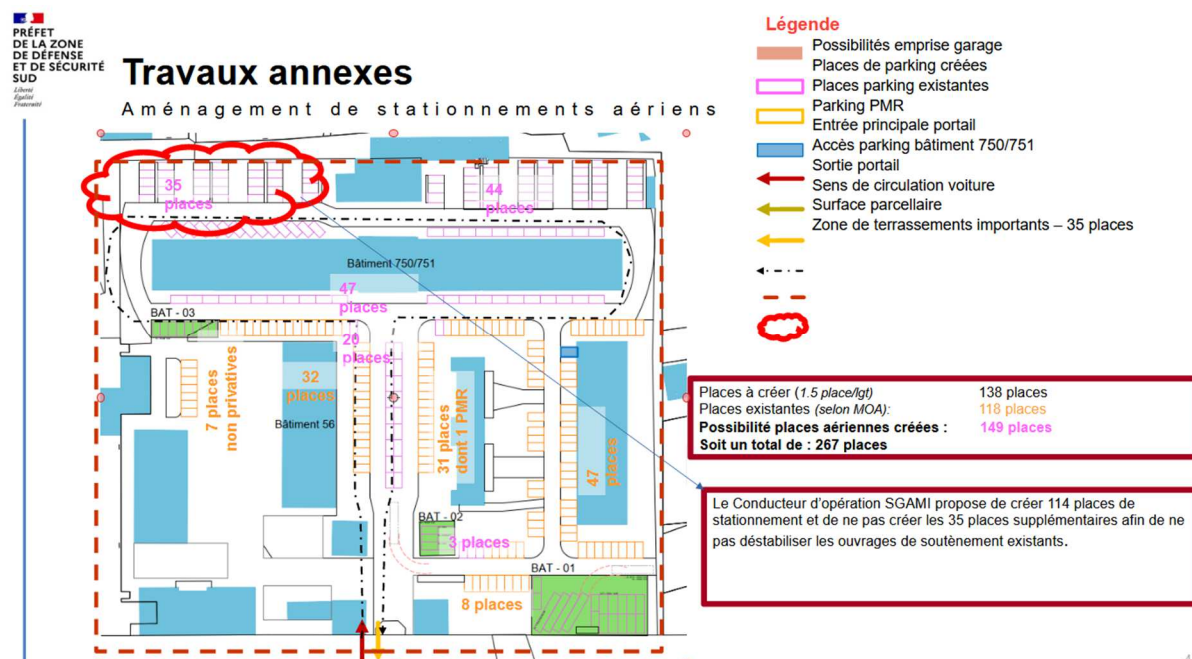 PRÉFET
DE LA ZONE
DE DÉFENSE
ET DE SÉCURITÉ
SUD
Liberté
Égalité
Fraternité
Travaux annexes
Aménagement de stationnements aériens
Légende
Possibilités emprise garage
Places de parking créées
Places parking existantes
Parking PMR
Entrée principale portail
Accès parking bâtiment 750/751
Sortie portail
Sens de circulation voiture
Surface parcellaire
Zone de terrassements importants – 35 places
35
places
44
places
Bâtiment 750/751
47
places
BAT - 03
20
places
7 places
non privatives
32
places
Bâtiment 56
31 places
dont 1 PMR
47
places
BAT - 02
3 places
BAT - 01
8 places
Places à créer (1.5 place/lgt) 138 places
Places existantes (selon MOA): 118 places
Possibilité places aériennes créées : 149 places
Soit un total de : 267 places
Le Conducteur d'opération SGAMI propose de créer 114 places de
stationnement et de ne pas créer les 35 places supplémentaires afin de ne
pas déstabiliser les ouvrages de soutènement existants.